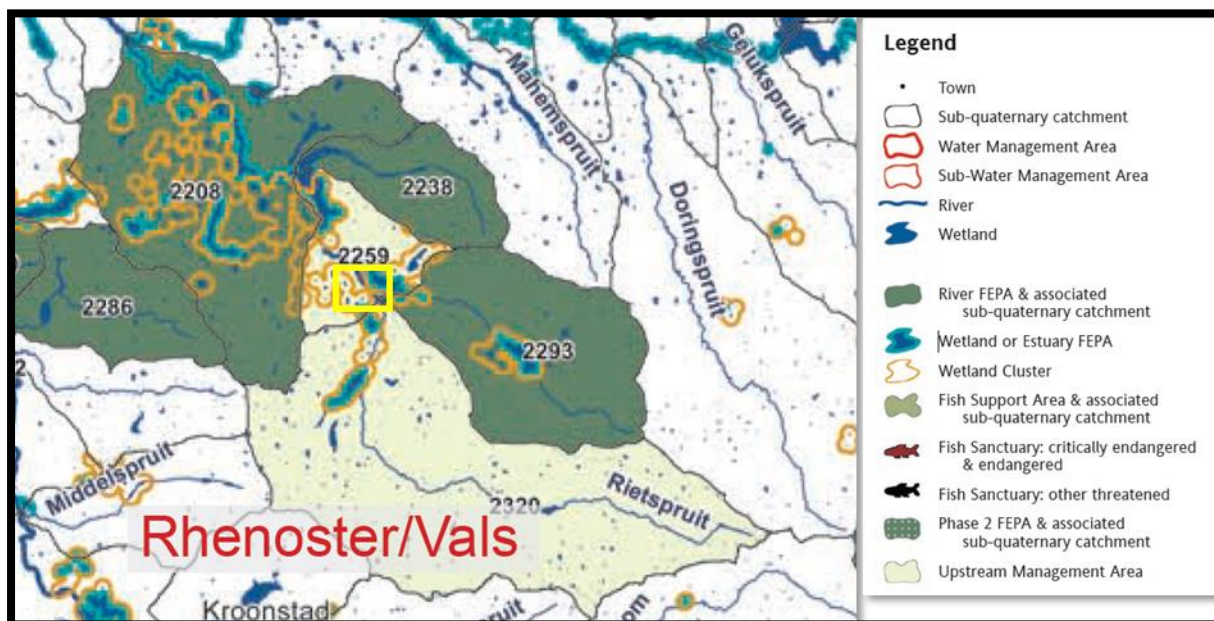 Mahemspruit
Gelukspruit
Doringspruit
2238
2208
2259
2286
2293
2
Middelspruit
2320
Rietspruit
Rhenoster/Vals
Kroonstad
Legend
Town
Sub-quaternary catchment
Water Management Area
Sub-Water Management Area
River
Wetland
River FEPA & associated
sub-quaternary catchment
Wetland or Estuary FEPA
Wetland Cluster
Fish Support Area & associated
sub-quaternary catchment
Fish Sanctuary: critically endangered
& endangered
Fish Sanctuary: other threatened
Phase 2 FEPA & associated
sub-quaternary catchment
Upstream Management Area